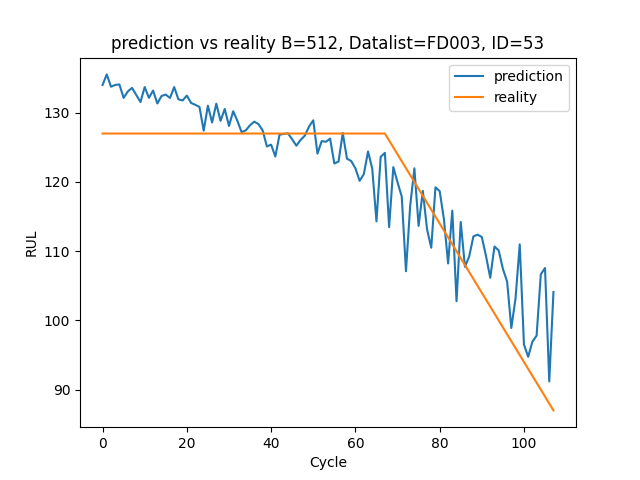 prediction vs reality B=512, Datalist=FD003, ID=53
prediction
reality
RUL
130
120
110
100
90
0 20 40 60 80 100
Cycle